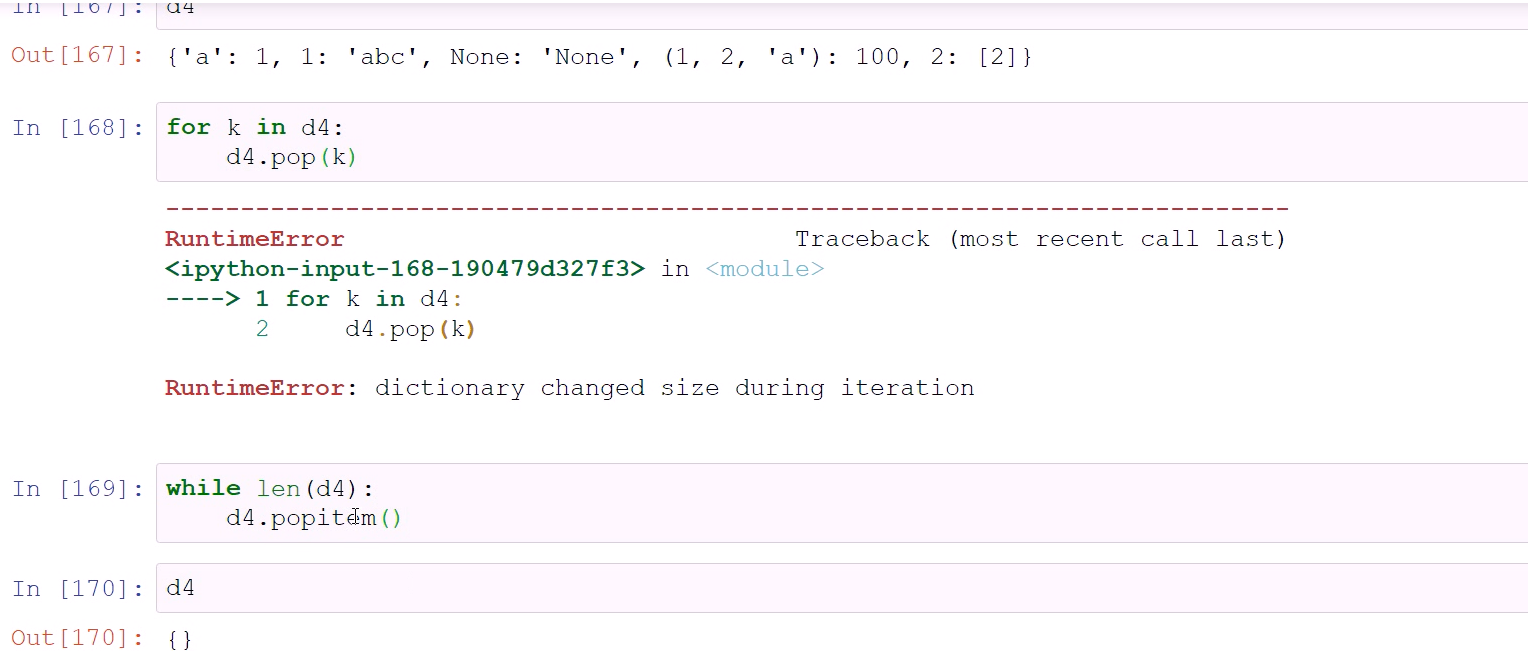 In [167]: d4
Out[167]: {'a': 1, 1: 'abc', None: 'None', (1, 2, 'a'): 100, 2: [2]}
In [168]: for k in d4:
    d4.pop(k)
---------------------------------------------------------------------------
RuntimeError                              Traceback (most recent call last)
<ipython-input-168-190479d327f3> in <module>
----> 1 for k in d4:
      2     d4.pop(k)
RuntimeError: dictionary changed size during iteration
In [169]: while len(d4):
    d4.popitem()
In [170]: d4
Out[170]: {}